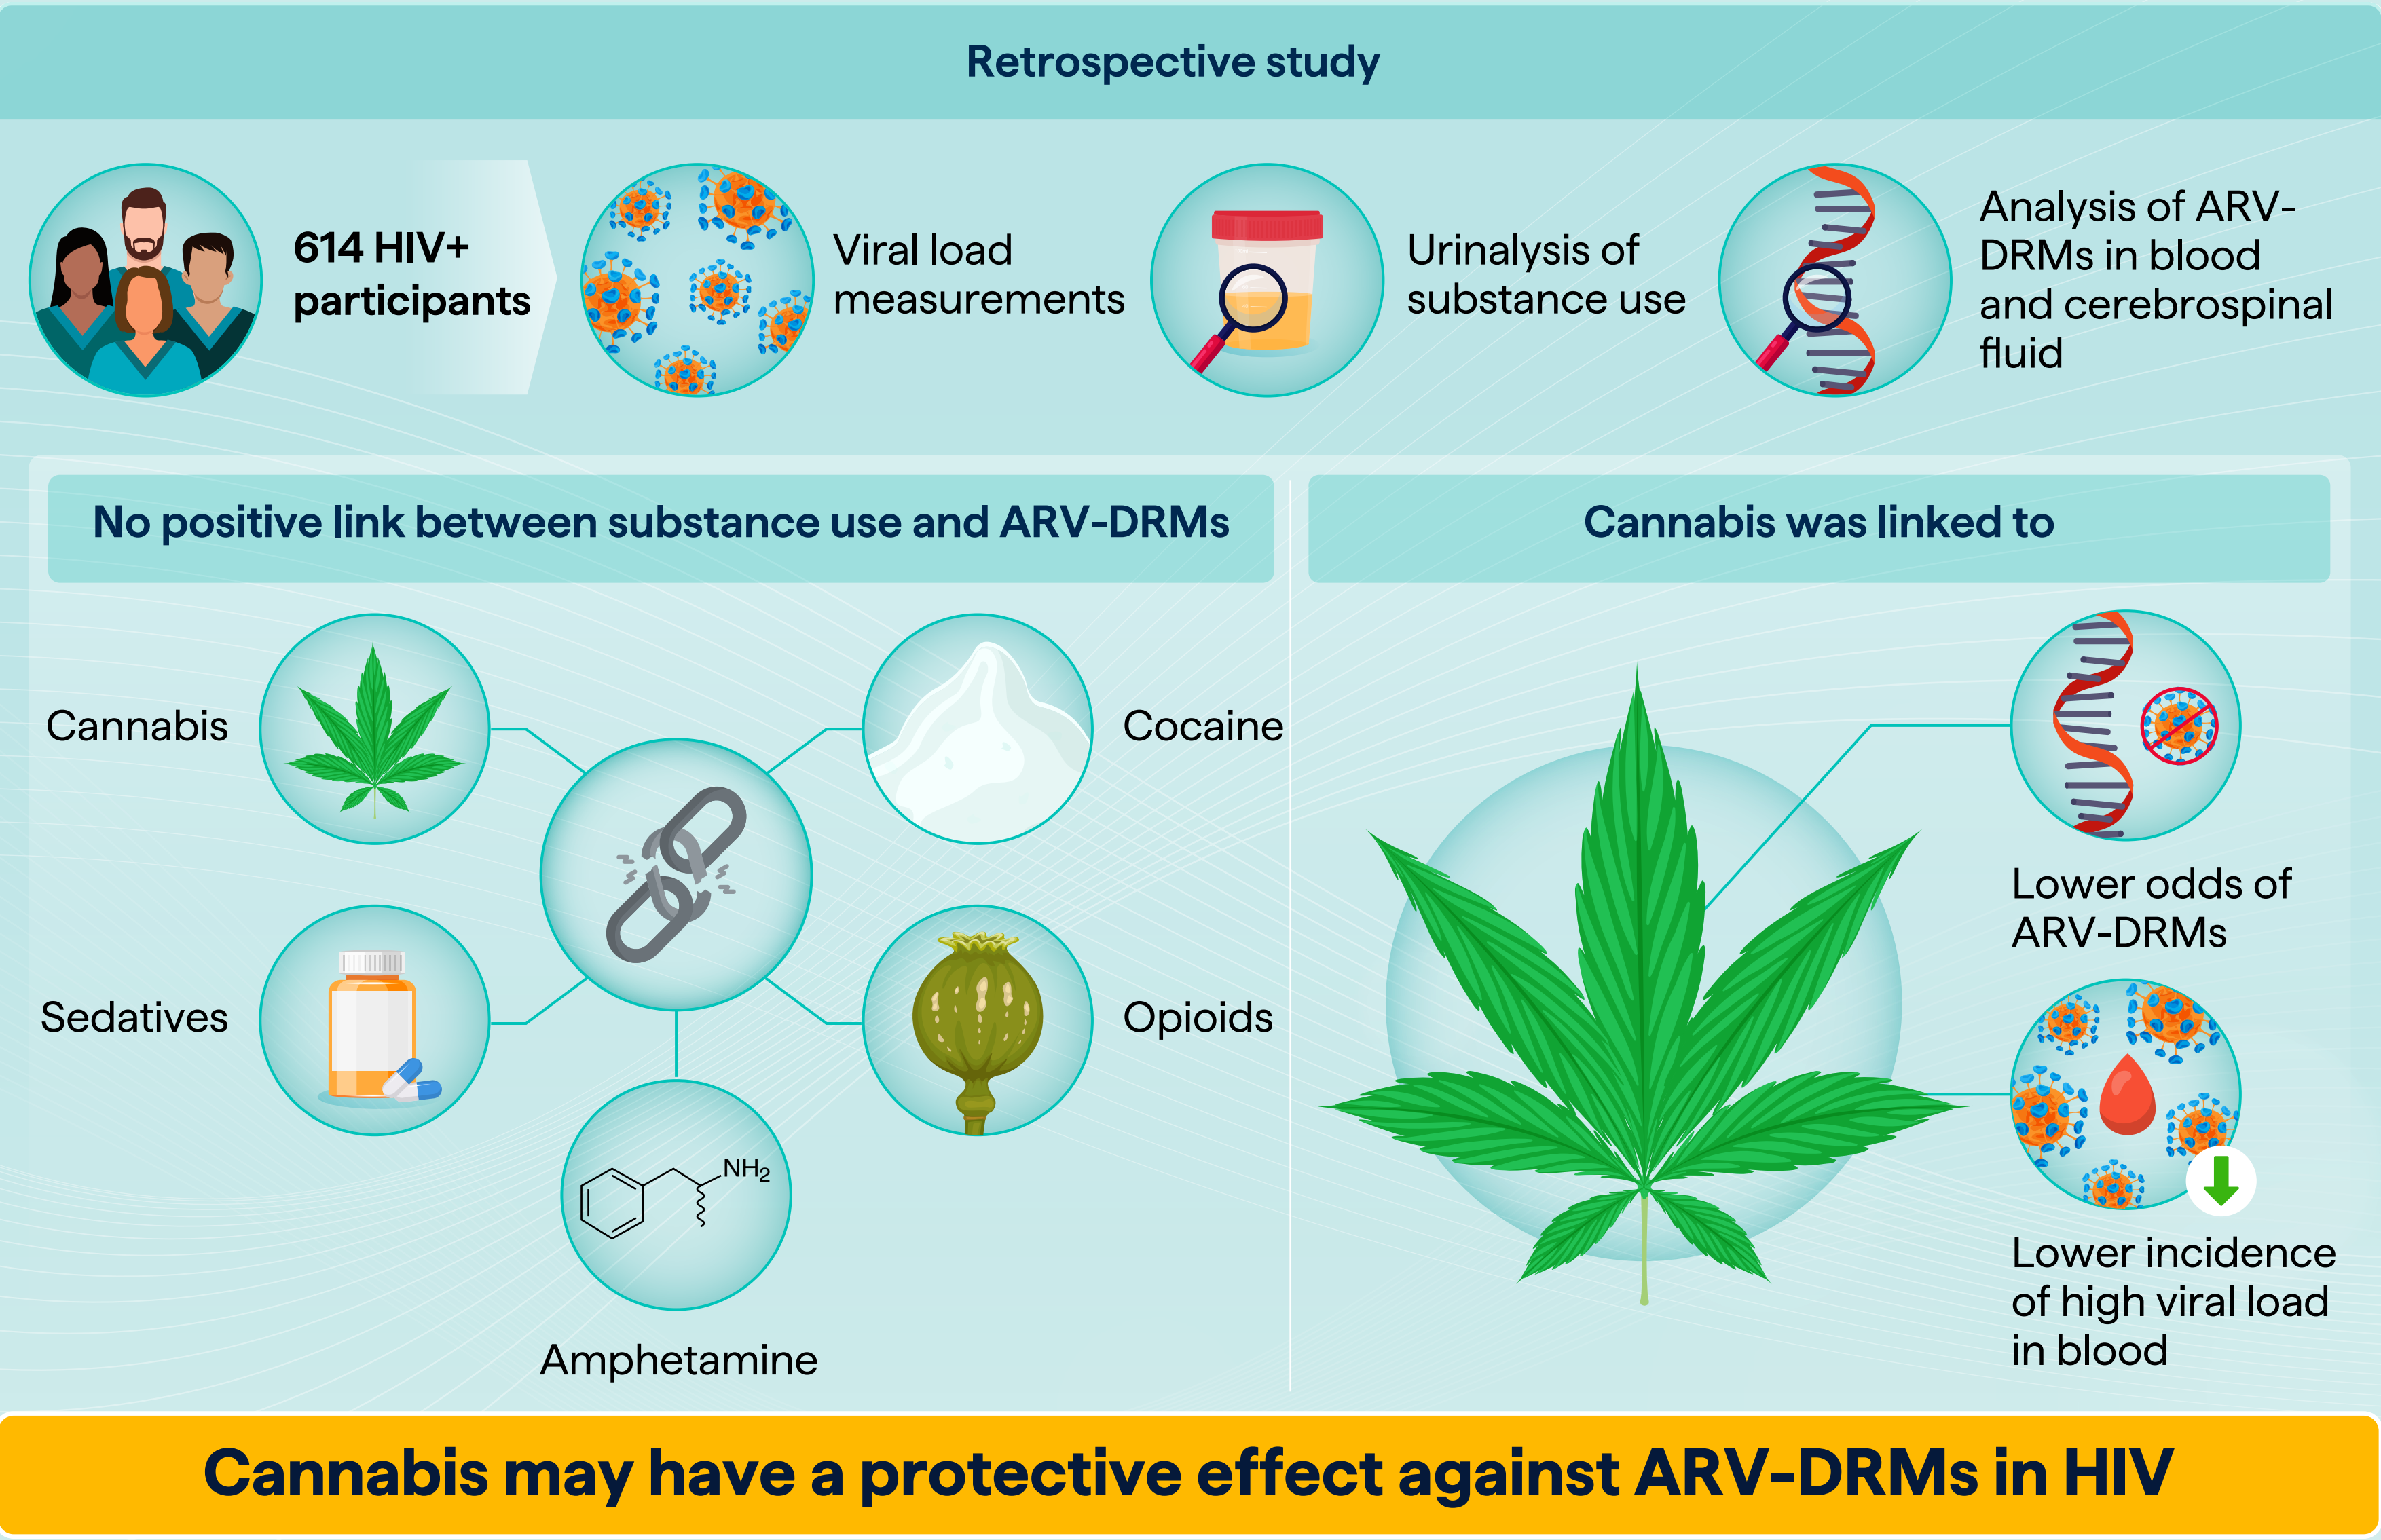 Retrospective study
614 HIV+
participants
Viral load
measurements
Urinalysis of
substance use
Analysis of ARV-
DRMs in blood
and cerebrospinal
fluid
No positive link between substance use and ARV-DRMs
Cannabis
Cocaine
Sedatives
Opioids
NH2
Amphetamine
Cannabis was linked to
Lower odds of
ARV-DRMs
Lower incidence
of high viral load
in blood
Cannabis may have a protective effect against ARV-DRMs in HIV